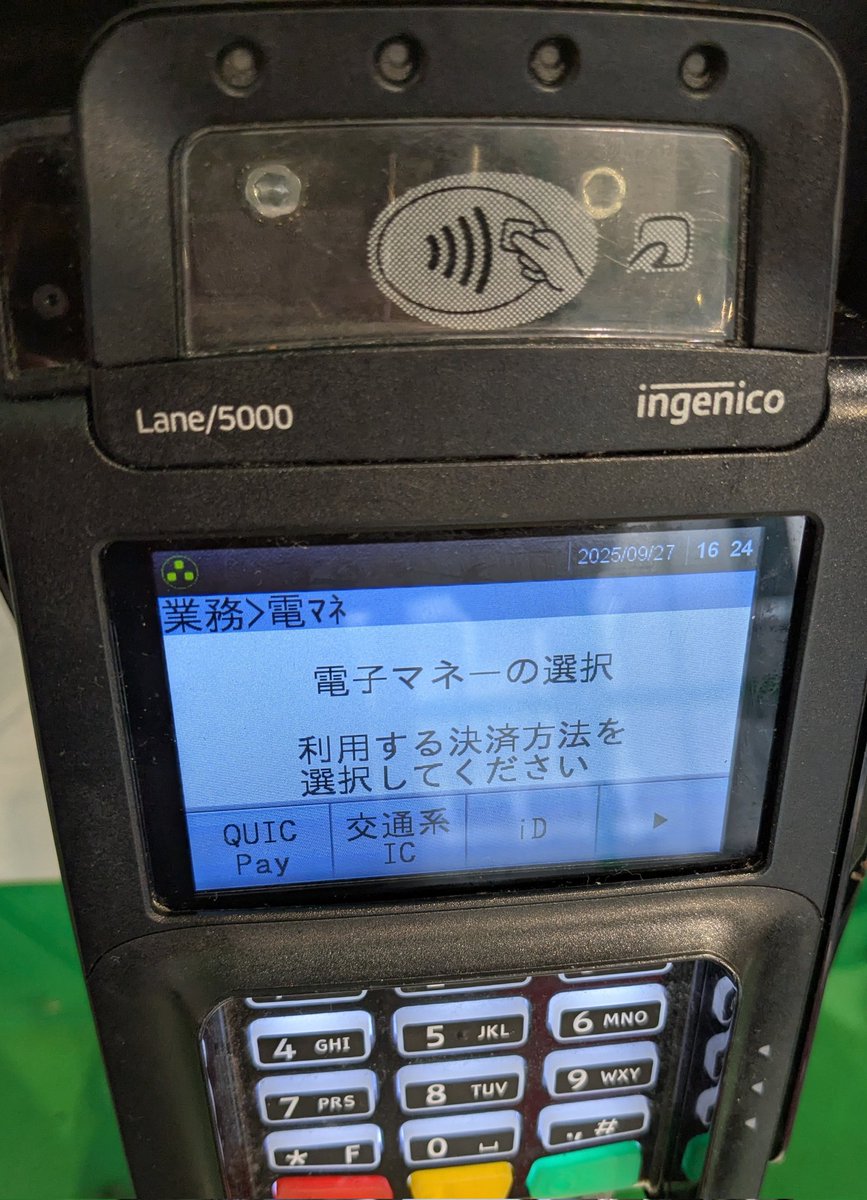 Lane/5000
ingenico
2025/09/27 16 24
業務>電ﾏﾈ
電子マネーの選択
利用する決済方法を
選択してください
QUIC
Pay
交通系
IC
iD
▶
4 GHI
5 JKL
6 MNO
7 PRS
8 TUV
9 WXY
* F
0
#